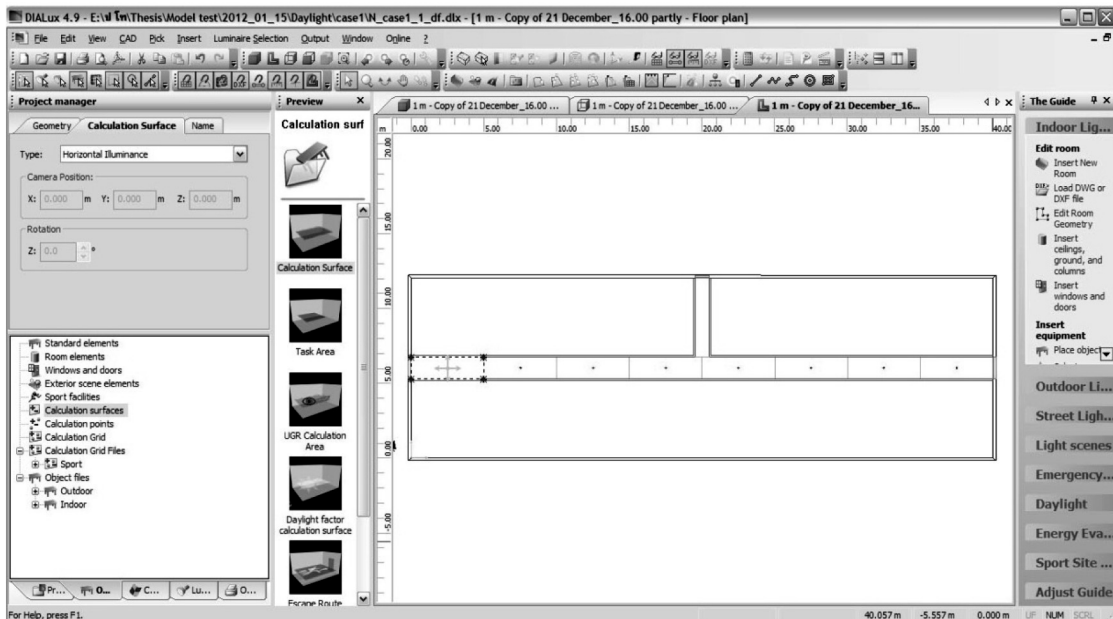 DIALux 4.9 - E:\ป โท\Thesis\Model test\2012_01_15\Daylight\case1\N_case1_1_df.dlx - [1 m - Copy of 21 December_16.00 partly - Floor plan]
File Edit View CAD Pick Insert Luminaire Selection Output Window Online ?
Project manager
Geometry Calculation Surface Name
Type: Horizontal Illuminance
Camera Position:
X: 0.000 m Y: 0.000 m Z: 0.000 m
Rotation
Z: 0.0 °
Standard elements
Room elements
Windows and doors
Exterior scene elements
Sport facilities
Calculation surfaces
Calculation points
Calculation Grid
Calculation Grid Files
Sport
Object files
Outdoor
Indoor
Pr... O... C... Lu... O...
Preview
Calculation surf
Calculation Surface
Task Area
UGR Calculation
Area
Daylight factor
calculation surface
Escape Route
1 m - Copy of 21 December_16.00 ... 1 m - Copy of 21 December_16.00 ... 1 m - Copy of 21 December_16...
m 0.00 5.00 10.00 15.00 20.00 25.00 30.00 35.00 40.00
20.00
15.00
10.00
5.00
0.00
-5.00
The Guide
Indoor Lig...
Edit room
Insert New
Room
Load DWG or
DXF file
Edit Room
Geometry
Insert
ceilings,
ground, and
columns
Insert
windows and
doors
Insert
equipment
Place object
Outdoor Li...
Street Ligh...
Light scenes
Emergency...
Daylight
Energy Eva...
Sport Site ...
Adjust Guide
For Help, press F1.
40.057 m -5.557 m 0.000 m UF NUM SCRL